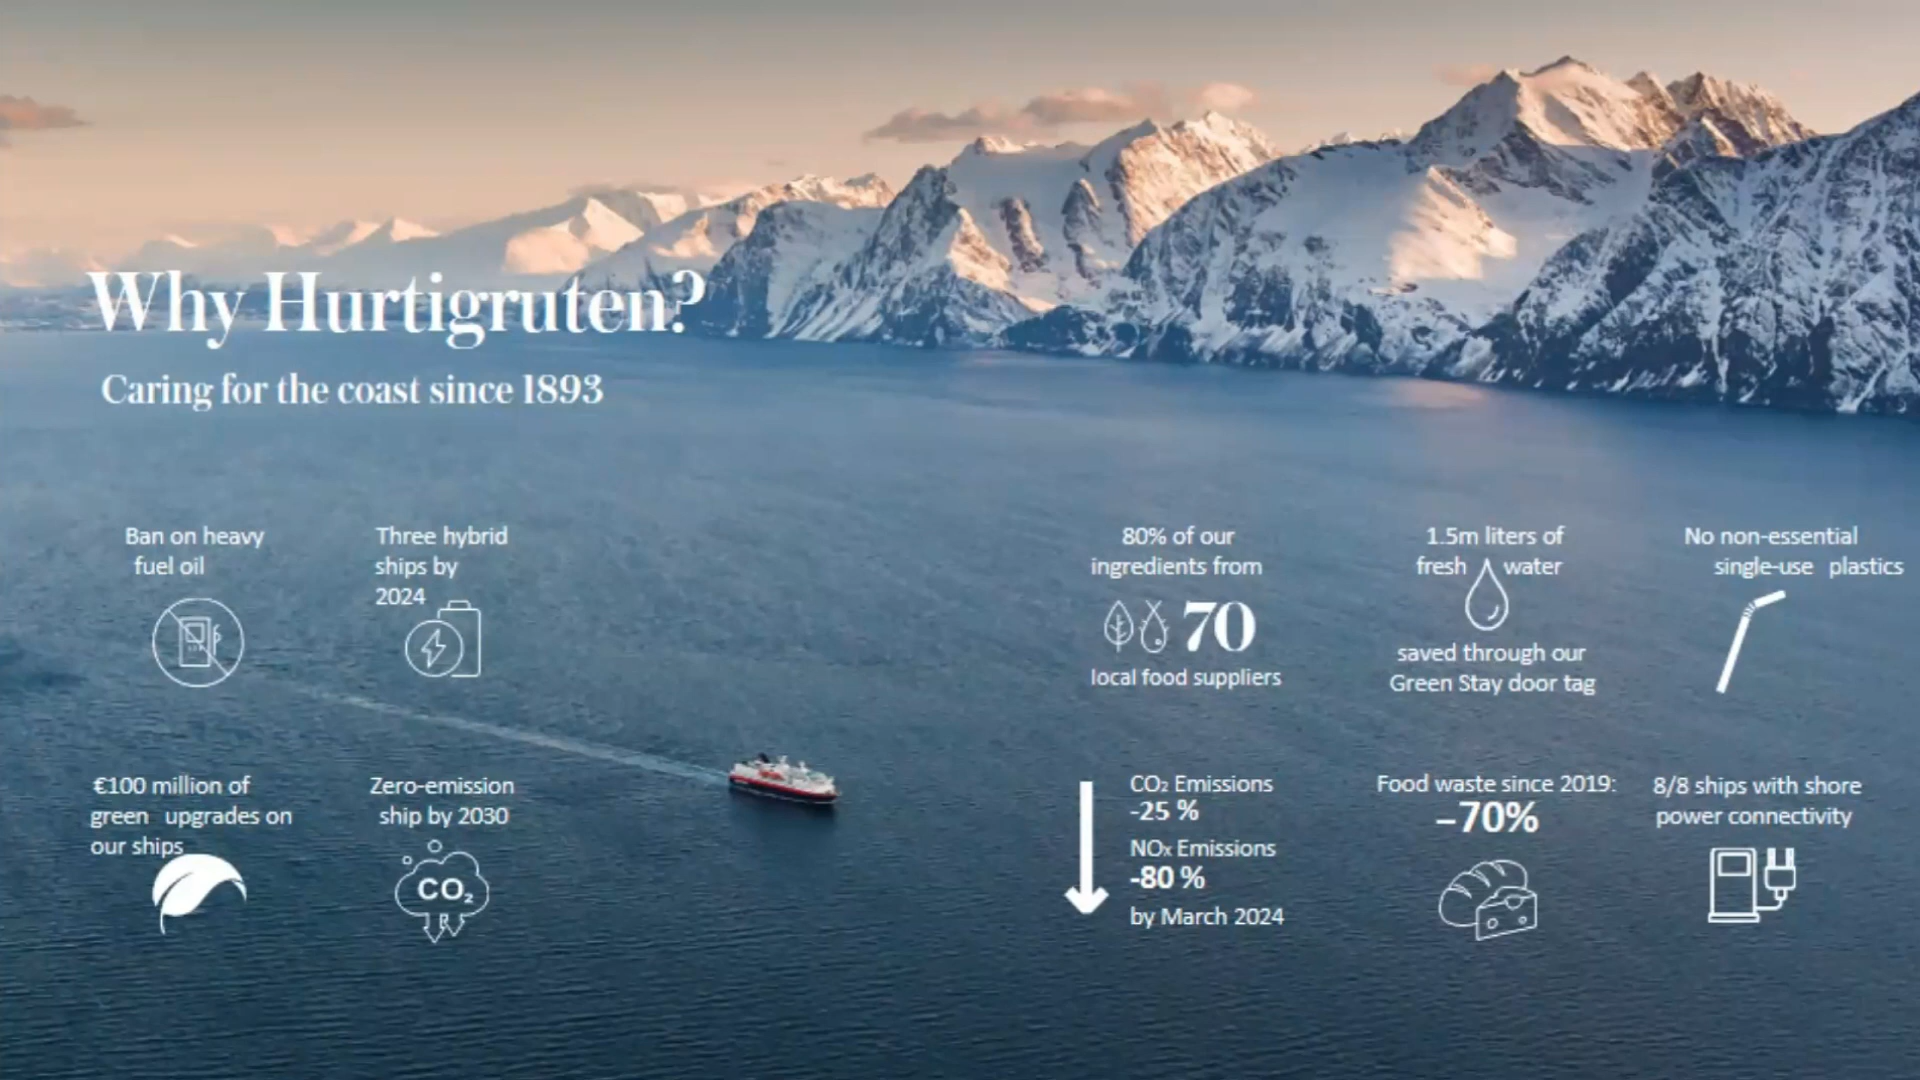 Why Hurtigruten?
Caring for the coast since 1893
Ban on heavy
fuel oil
Three hybrid
ships by
2024
80% of our
ingredients from
70
local food suppliers
1.5m liters of
fresh water
saved through our
Green Stay door tag
No non-essential
single-use plastics
€100 million of
green upgrades on
our ships
Zero-emission
ship by 2030
CO₂
CO₂ Emissions
-25 %
NOx Emissions
-80 %
by March 2024
Food waste since 2019:
–70%
8/8 ships with shore
power connectivity